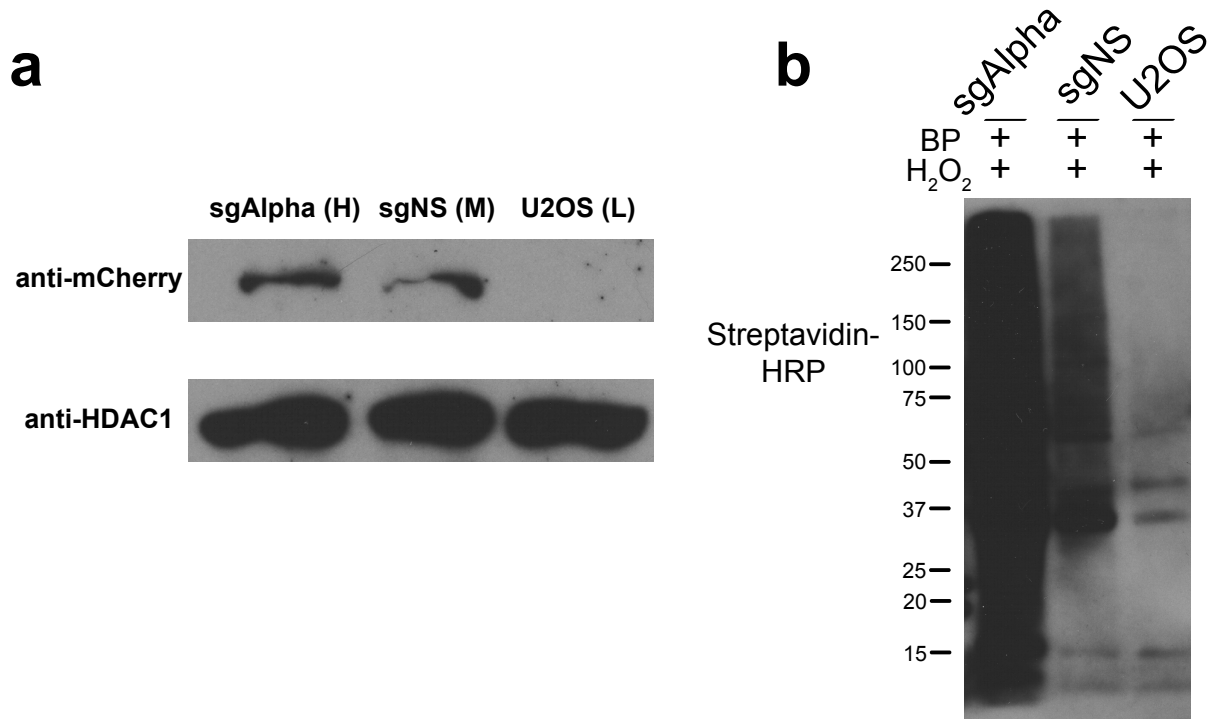 a
sgAlpha (H) sgNS (M) U2OS (L)
anti-mCherry
anti-HDAC1
b
sgAlpha sgNS U2OS
BP + + +
H₂O₂ + + +
Streptavidin-
HRP
250
150
100
75
50
37
25
20
15